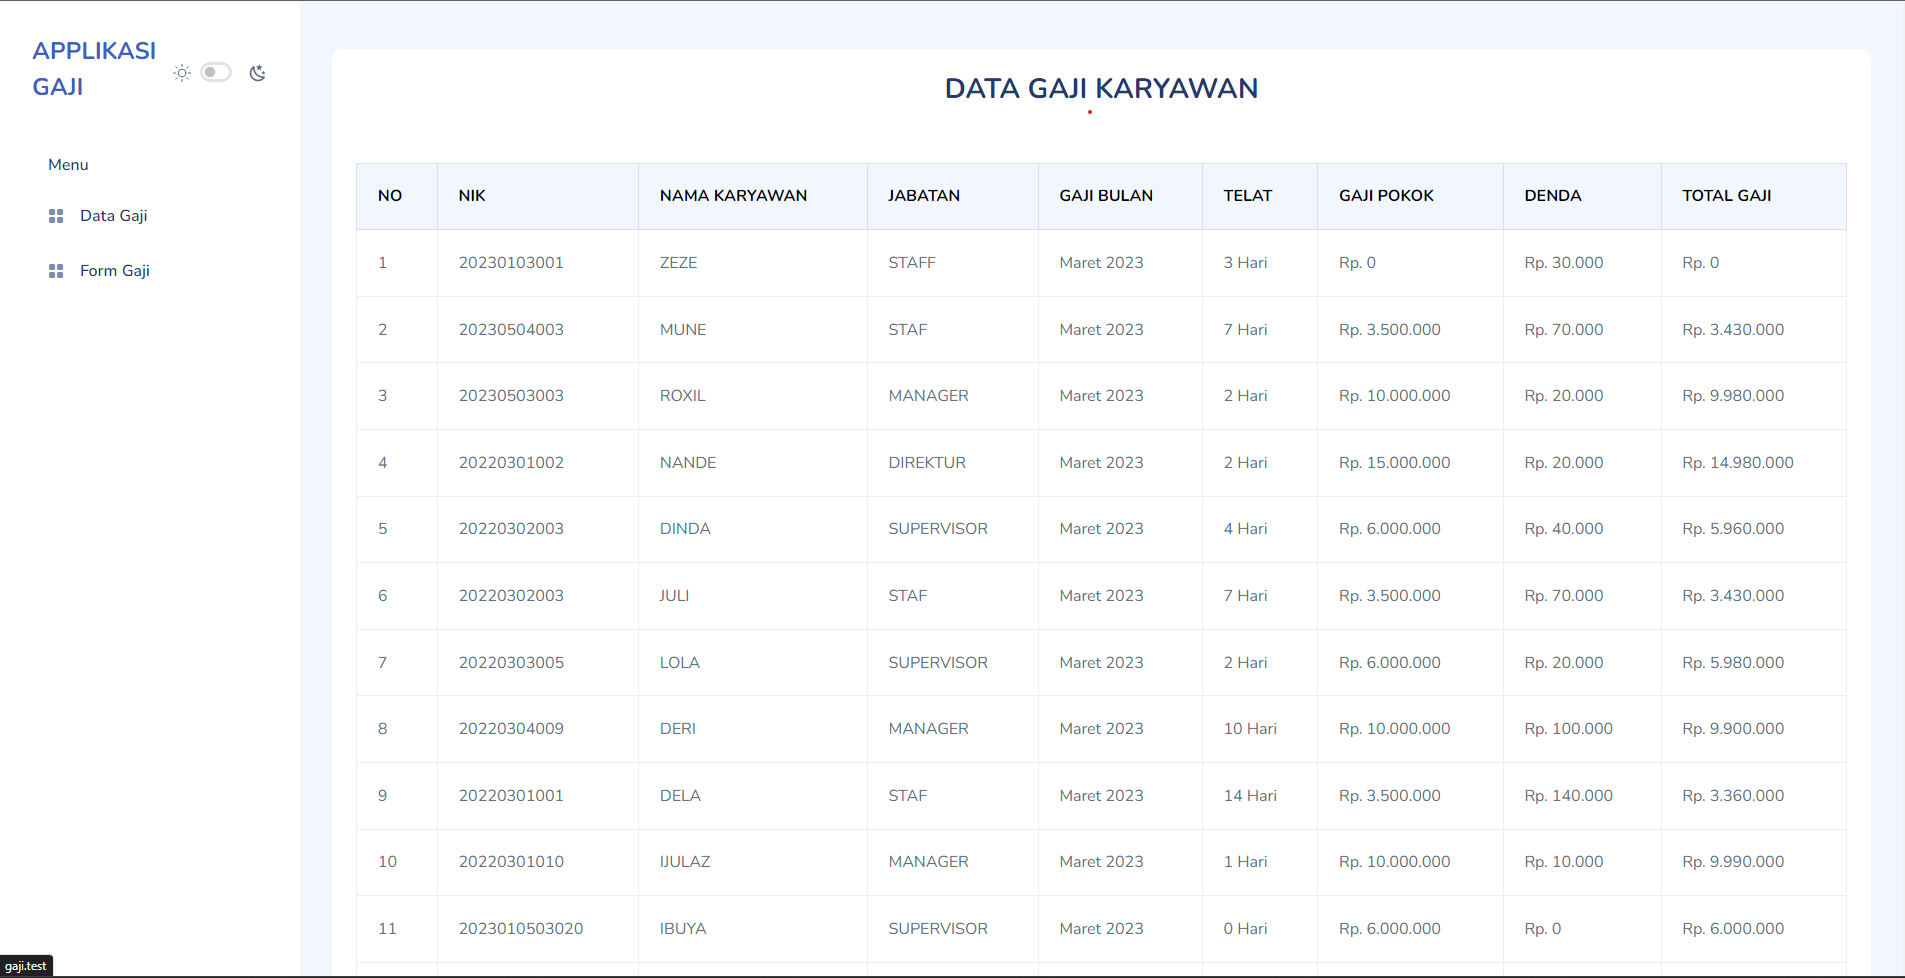 APPLIKASI
GAJI
Menu
Data Gaji
Form Gaji
DATA GAJI KARYAWAN
NO NIK NAMA KARYAWAN JABATAN GAJI BULAN TELAT GAJI POKOK DENDA TOTAL GAJI
1 20230103001 ZEZE STAFF Maret 2023 3 Hari Rp. 0 Rp. 30.000 Rp. 0
2 20230504003 MUNE STAF Maret 2023 7 Hari Rp. 3.500.000 Rp. 70.000 Rp. 3.430.000
3 20230503003 ROXIL MANAGER Maret 2023 2 Hari Rp. 10.000.000 Rp. 20.000 Rp. 9.980.000
4 20220301002 NANDE DIREKTUR Maret 2023 2 Hari Rp. 15.000.000 Rp. 20.000 Rp. 14.980.000
5 20220302003 DINDA SUPERVISOR Maret 2023 4 Hari Rp. 6.000.000 Rp. 40.000 Rp. 5.960.000
6 20220302003 JULI STAF Maret 2023 7 Hari Rp. 3.500.000 Rp. 70.000 Rp. 3.430.000
7 20220303005 LOLA SUPERVISOR Maret 2023 2 Hari Rp. 6.000.000 Rp. 20.000 Rp. 5.980.000
8 20220304009 DERI MANAGER Maret 2023 10 Hari Rp. 10.000.000 Rp. 100.000 Rp. 9.900.000
9 20220301001 DELA STAF Maret 2023 14 Hari Rp. 3.500.000 Rp. 140.000 Rp. 3.360.000
10 20220301010 IJULAZ MANAGER Maret 2023 1 Hari Rp. 10.000.000 Rp. 10.000 Rp. 9.990.000
11 2023010503020 IBUYA SUPERVISOR Maret 2023 0 Hari Rp. 6.000.000 Rp. 0 Rp. 6.000.000
gaji.test